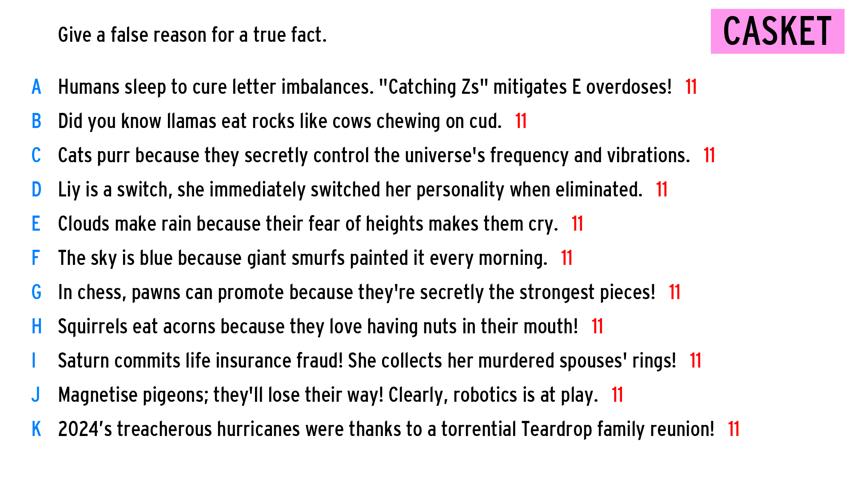 Give a false reason for a true fact.
CASKET
A Humans sleep to cure letter imbalances. "Catching Zs" mitigates E overdoses! 11
B Did you know llamas eat rocks like cows chewing on cud. 11
C Cats purr because they secretly control the universe's frequency and vibrations. 11
D Liy is a switch, she immediately switched her personality when eliminated. 11
E Clouds make rain because their fear of heights makes them cry. 11
F The sky is blue because giant smurfs painted it every morning. 11
G In chess, pawns can promote because they're secretly the strongest pieces! 11
H Squirrels eat acorns because they love having nuts in their mouth! 11
I Saturn commits life insurance fraud! She collects her murdered spouses' rings! 11
J Magnetise pigeons; they'll lose their way! Clearly, robotics is at play. 11
K 2024’s treacherous hurricanes were thanks to a torrential Teardrop family reunion! 11